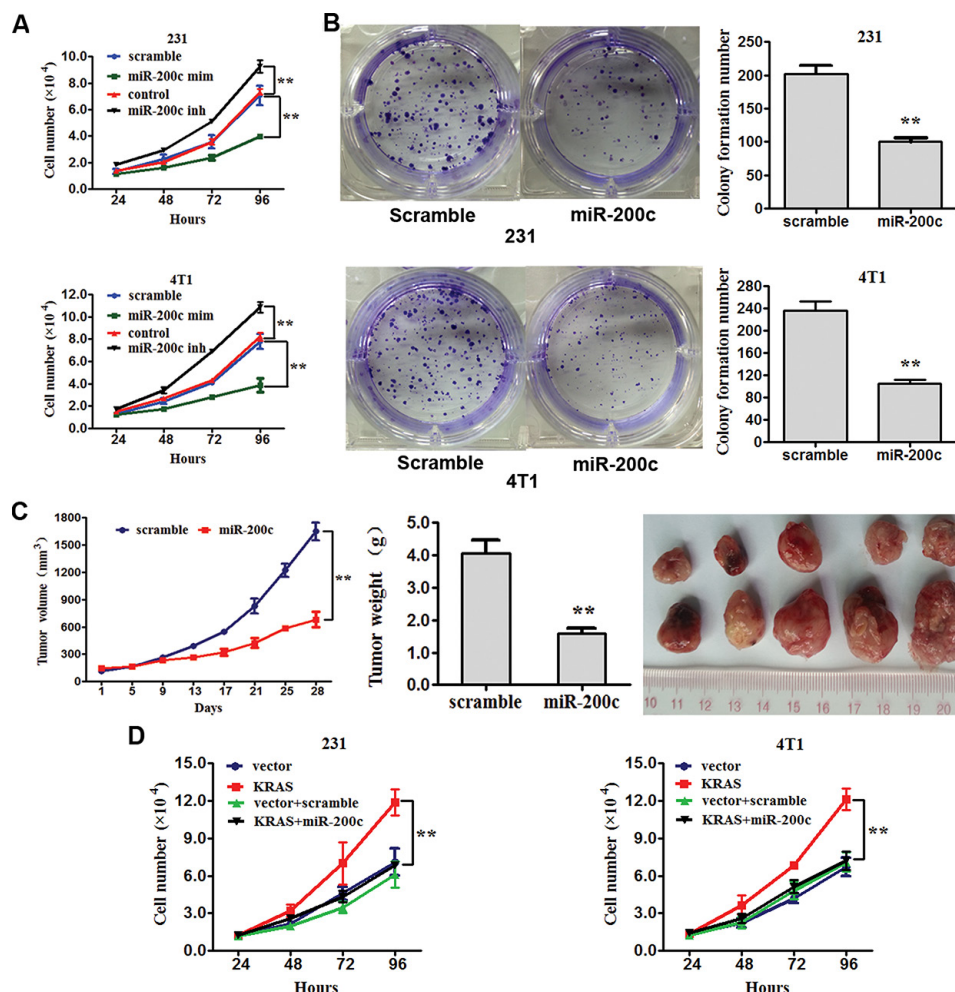 A
231
scramble
miR-200c mim
control
miR-200c inh
Cell number (×10⁻⁴)
10.0
8.0
6.0
4.0
2.0
0.0
**
**
24 48 72 96
Hours
4T1
scramble
miR-200c mim
control
miR-200c inh
Cell number (×10⁻⁴)
12.0
10.0
8.0
6.0
4.0
2.0
0.0
**
**
24 48 72 96
Hours
B
Scramble miR-200c
231
231
Colony formation number
250
200
150
100
50
0
**
scramble miR-200c
Scramble miR-200c
4T1
4T1
Colony formation number
280
240
200
160
120
80
40
0
**
scramble miR-200c
C
scramble miR-200c
Tumor volume (mm³)
1800
1500
1200
900
600
300
0
**
1 5 9 13 17 21 25 28
Days
Tumor weight (g)
5.0
4.0
3.0
2.0
1.0
0.0
**
scramble miR-200c
10 11 12 13 14 15 16 17 18 19 20
D
231
vector
KRAS
vector+scramble
KRAS+miR-200c
Cell number (×10⁻⁴)
15.0
12.0
9.0
6.0
3.0
0.0
**
24 48 72 96
Hours
4T1
vector
KRAS
vector+scramble
KRAS+miR-200c
Cell number (×10⁻⁴)
15.0
12.0
9.0
6.0
3.0
0.0
**
24 48 72 96
Hours